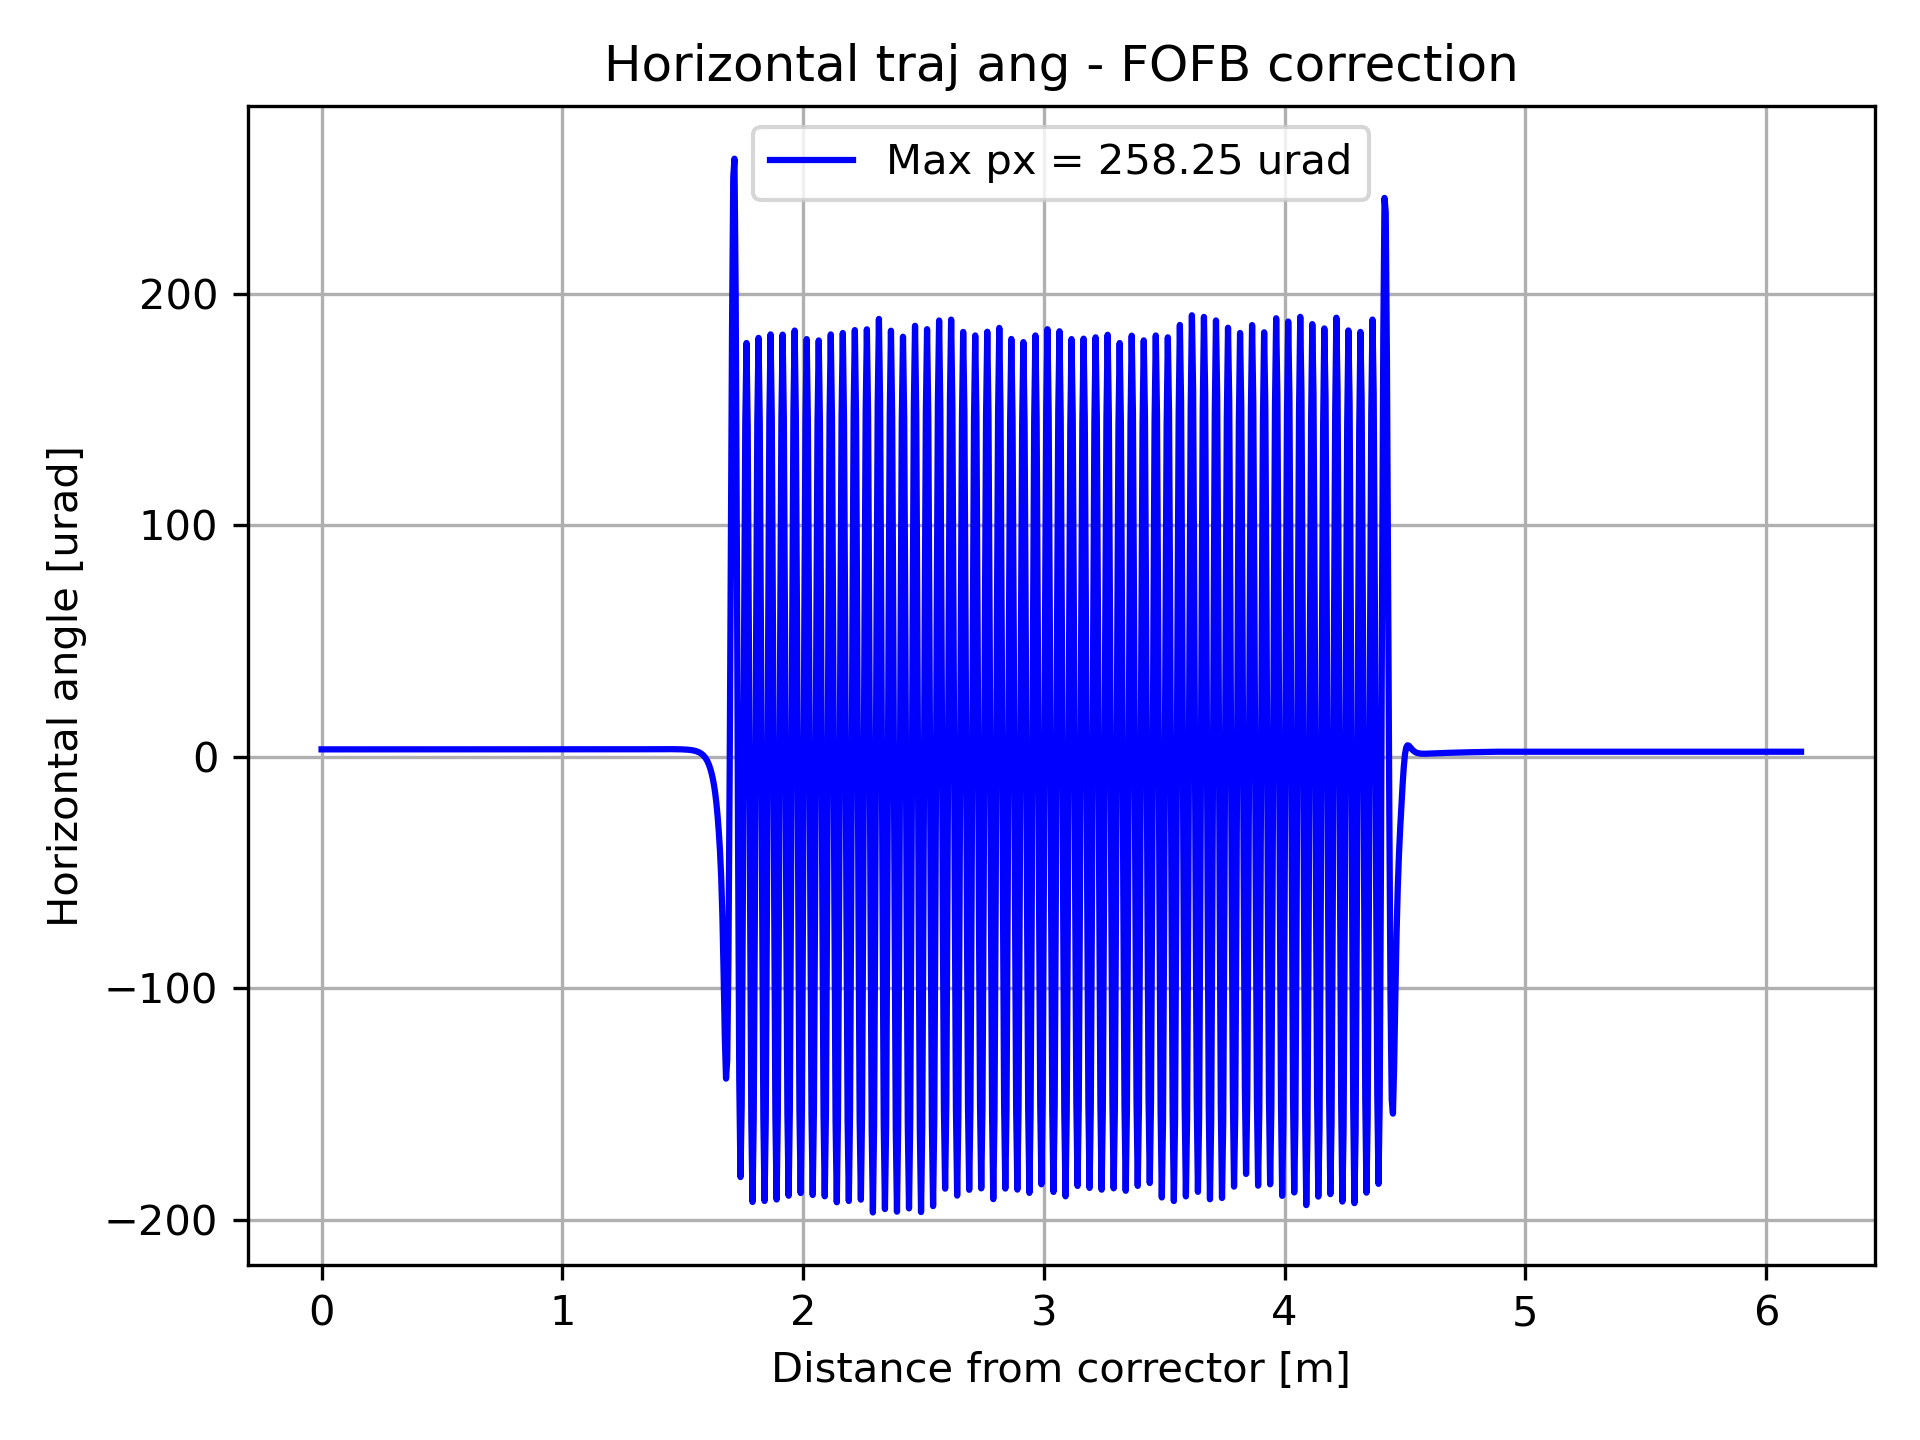 Horizontal traj ang - FOFB correction
Max px = 258.25 urad
Horizontal angle [urad]
200
100
0
−100
−200
0 1 2 3 4 5 6
Distance from corrector [m]